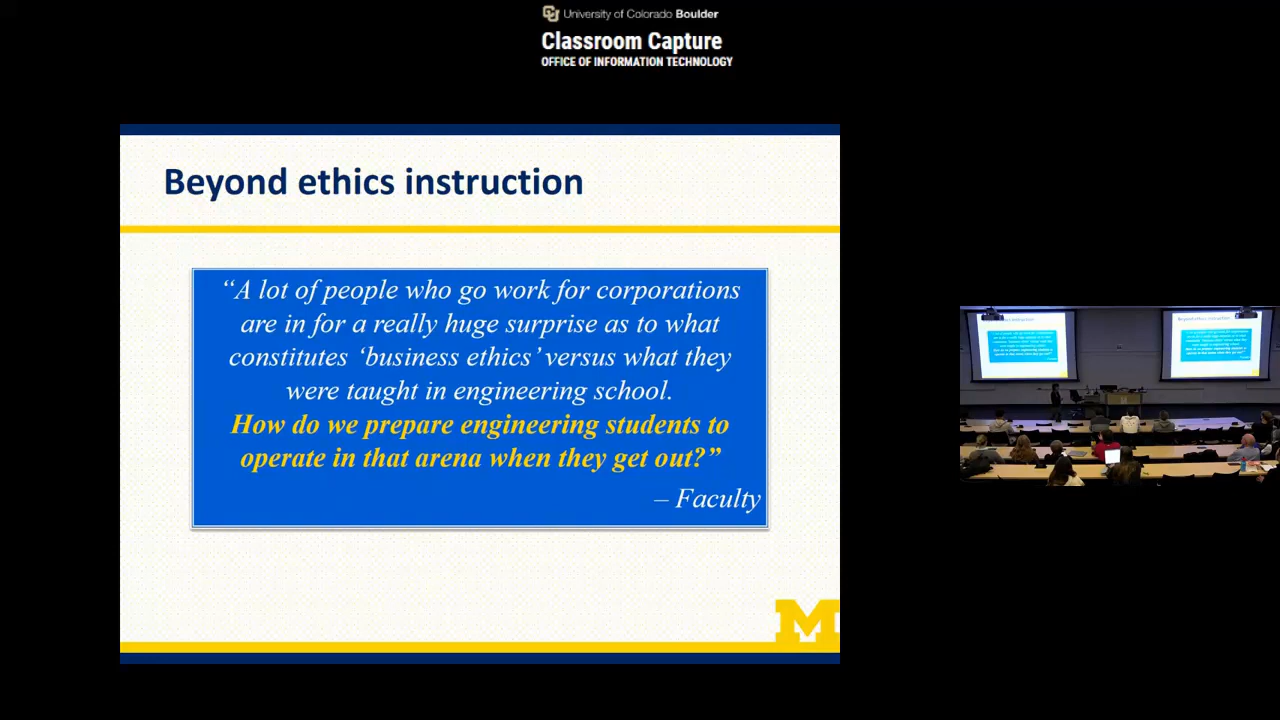 University of Colorado Boulder
Classroom Capture
OFFICE OF INFORMATION TECHNOLOGY
Beyond ethics instruction
“A lot of people who go work for corporations
are in for a really huge surprise as to what
constitutes ‘business ethics’ versus what they
were taught in engineering school.
How do we prepare engineering students to
operate in that arena when they get out?”
– Faculty
M
Beyond ethics instruction